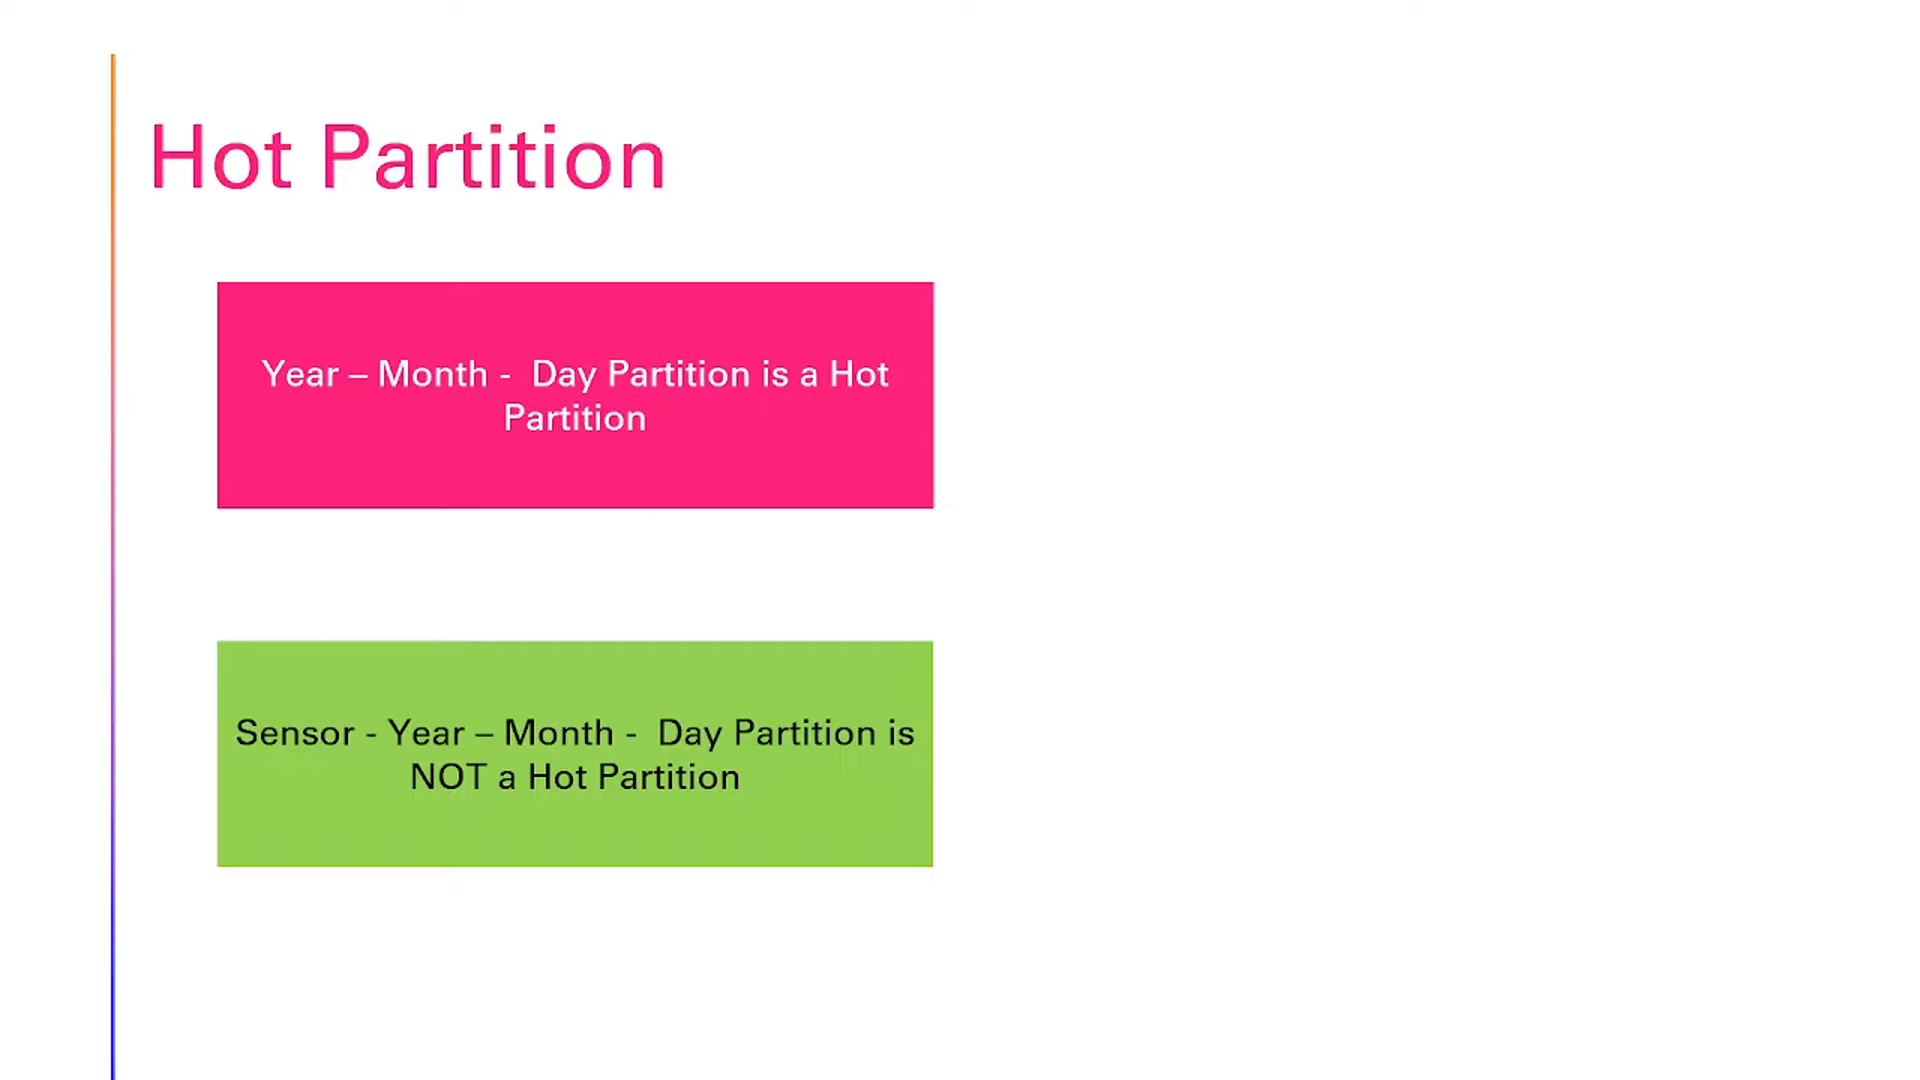 Hot Partition
Year – Month -  Day Partition is a Hot
Partition
Sensor - Year – Month -  Day Partition is
NOT a Hot Partition